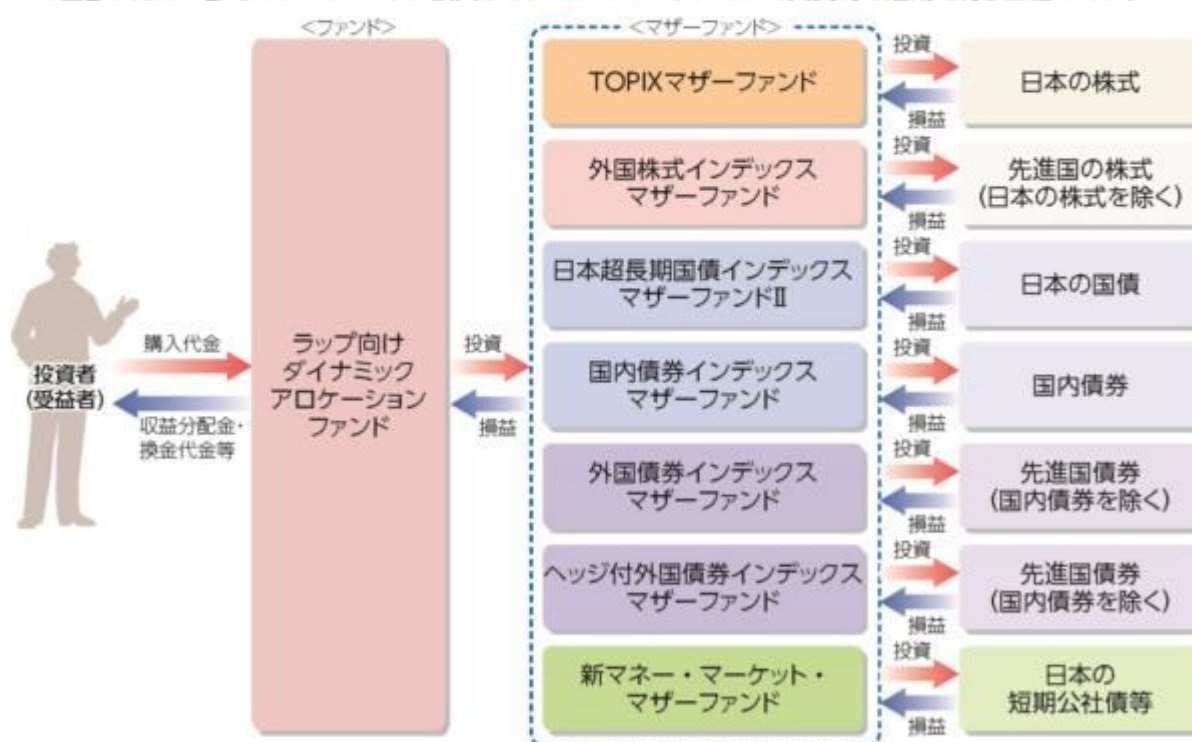 <ファンド>
<マザーファンド>
投資者
(受益者)
購入代金
収益分配金・
換金代金等
ラップ向け
ダイナミック
アロケーション
ファンド
投資
損益
TOPIXマザーファンド
投資
損益
日本の株式
外国株式インデックス
マザーファンド
投資
損益
先進国の株式
(日本の株式を除く)
日本超長期国債インデックス
マザーファンドⅡ
投資
損益
日本の国債
国内債券インデックス
マザーファンド
投資
損益
国内債券
外国債券インデックス
マザーファンド
投資
損益
先進国債券
(国内債券を除く)
ヘッジ付外国債券インデックス
マザーファンド
投資
損益
先進国債券
(国内債券を除く)
新マネー・マーケット・
マザーファンド
投資
損益
日本の
短期公社債等